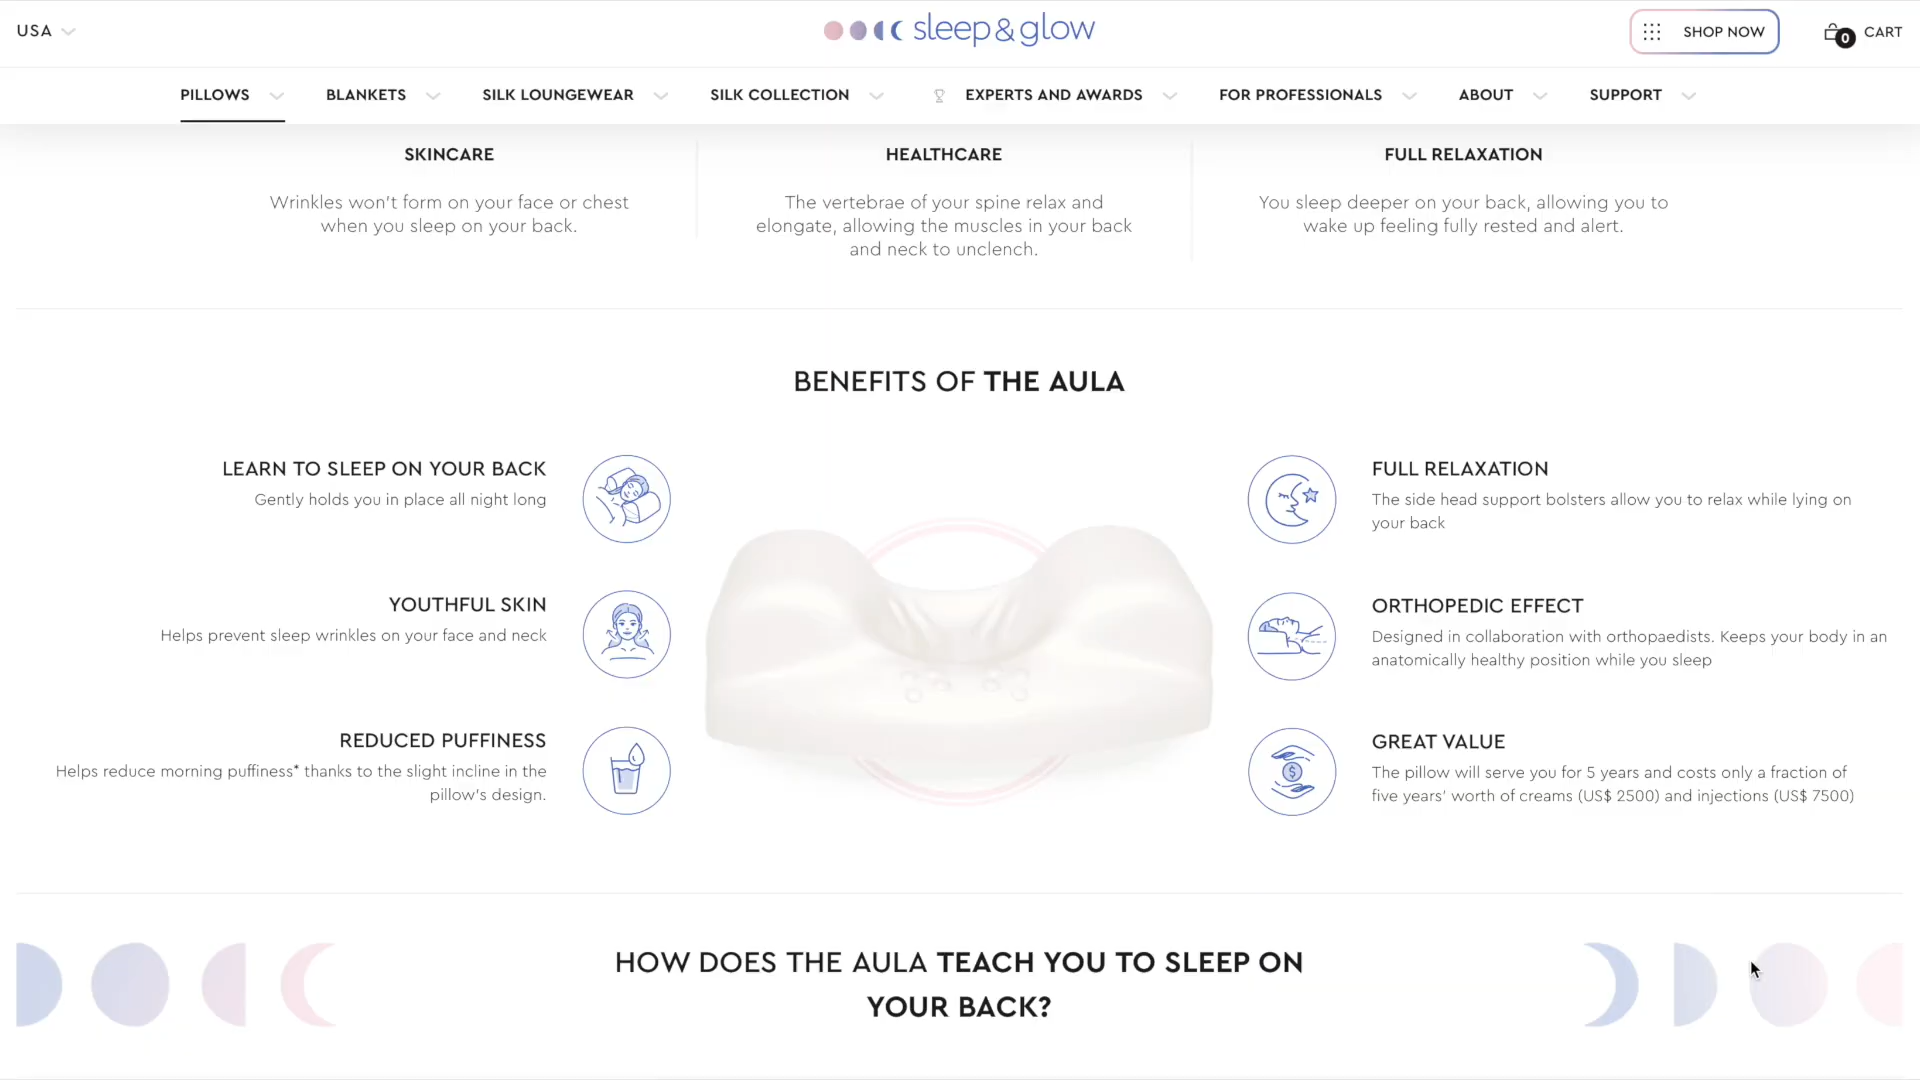 USA
sleep&glow
SHOP NOW
0
CART
PILLOWS
BLANKETS
SILK LOUNGEWEAR
SILK COLLECTION
EXPERTS AND AWARDS
FOR PROFESSIONALS
ABOUT
SUPPORT
SKINCARE
Wrinkles won't form on your face or chest
when you sleep on your back.
HEALTHCARE
The vertebrae of your spine relax and
elongate, allowing the muscles in your back
and neck to unclench.
FULL RELAXATION
You sleep deeper on your back, allowing you to
wake up feeling fully rested and alert.
BENEFITS OF THE AULA
LEARN TO SLEEP ON YOUR BACK
Gently holds you in place all night long
YOUTHFUL SKIN
Helps prevent sleep wrinkles on your face and neck
REDUCED PUFFINESS
Helps reduce morning puffiness* thanks to the slight incline in the
pillow's design.
FULL RELAXATION
The side head support bolsters allow you to relax while lying on
your back
ORTHOPEDIC EFFECT
Designed in collaboration with orthopaedists. Keeps your body in an
anatomically healthy position while you sleep
$
GREAT VALUE
The pillow will serve you for 5 years and costs only a fraction of
five years' worth of creams (US$ 2500) and injections (US$ 7500)
HOW DOES THE AULA TEACH YOU TO SLEEP ON
YOUR BACK?